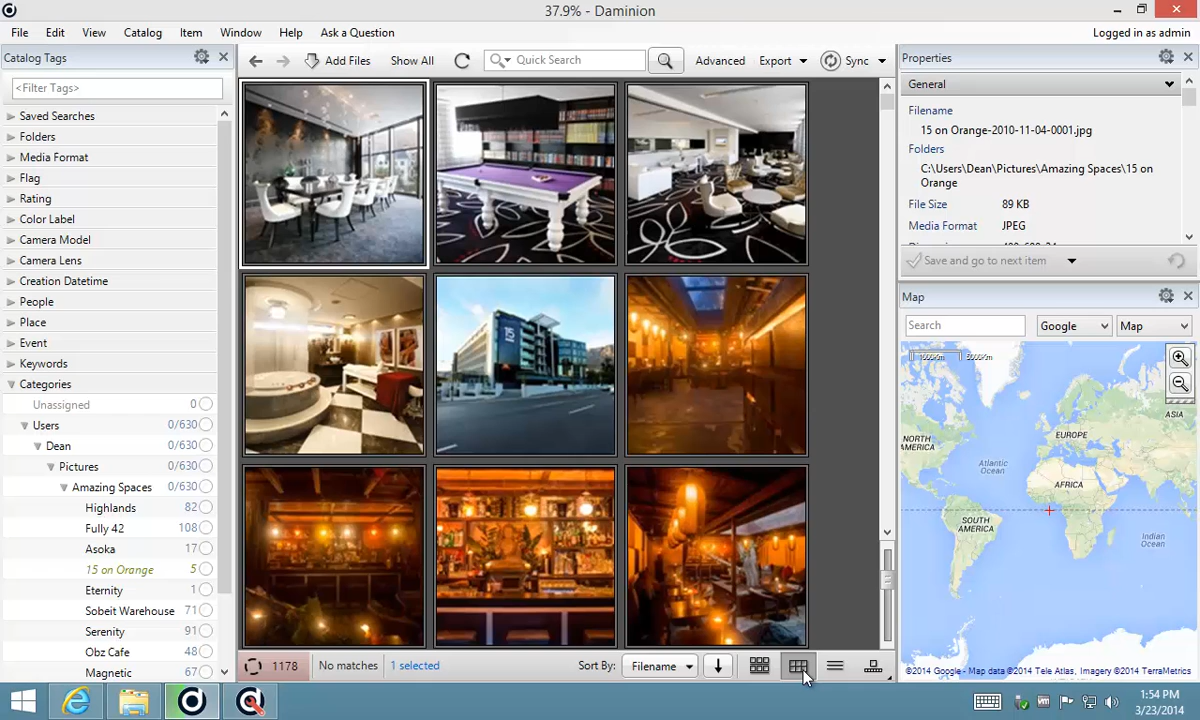 37.9% - Daminion
File Edit View Catalog Item Window Help Ask a Question
Logged in as admin
Catalog Tags
Add Files Show All Quick Search Advanced Export Sync
Properties
<Filter Tags>
Saved Searches
Folders
Media Format
Flag
Rating
Color Label
Camera Model
Camera Lens
Creation Datetime
People
Place
Event
Keywords
Categories
Unassigned 0
Users 0/630
Dean 0/630
Pictures 0/630
Amazing Spaces 0/630
Highlands 82
Fully 42 108
Asoka 17
15 on Orange 5
Eternity 1
Sobeit Warehouse 71
Serenity 91
Obz Cafe 48
Magnetic 67
15
General
Filename
15 on Orange-2010-11-04-0001.jpg
Folders
C:\Users\Dean\Pictures\Amazing Spaces\15 on
Orange
File Size 89 KB
Media Format JPEG
Save and go to next item
Map
Search Google Map
ASIA
NORTH
AMERICA
EUROPE
Atlantic
Ocean
AFRICA
SOUTH
AMERICA
Indian
Ocean
©2014 Google - Map data ©2014 Tele Atlas, Imagery ©2014 TerraMetrics
1178 No matches 1 selected Sort By: Filename
1:54 PM
3/23/2014